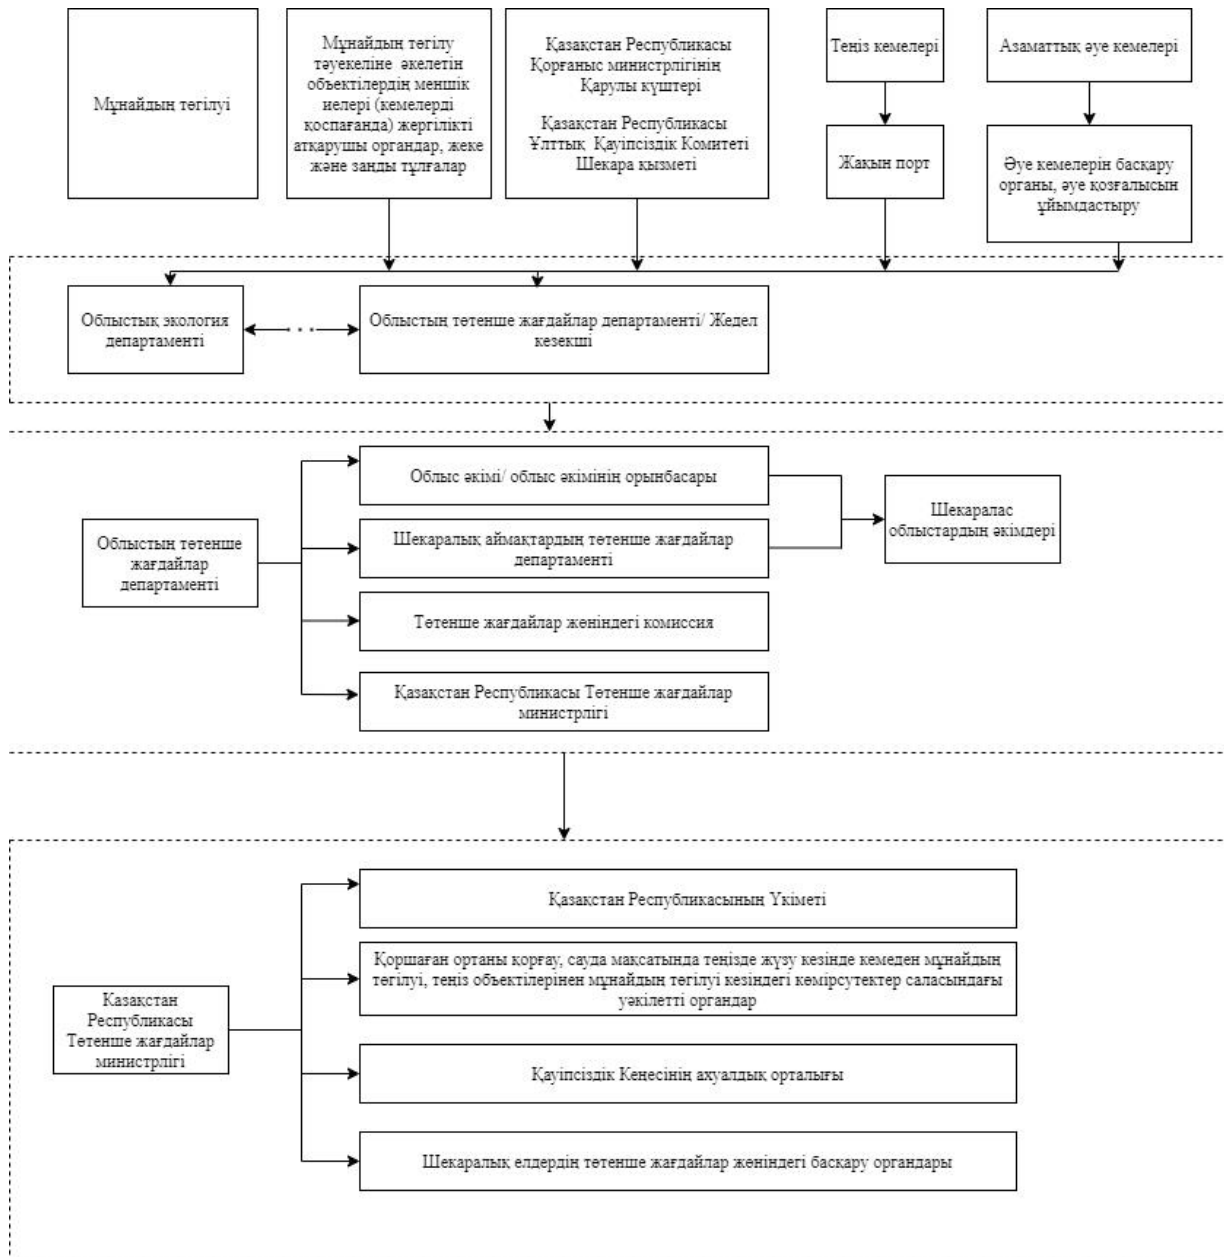 Мұнайдың төгілуі
Мұнайдың төгілу
тәуекеліне әкелетін
объектілердің меншік
иелері (кемелерді
қоспағанда) жергілікті
атқарушы органдар, жеке
және заңды тұлғалар
Қазақстан Республикасы
Қорғаныс министрлігінің
Қарулы күштері
Қазақстан Республикасы
Ұлттық Қауіпсіздік Комитеті
Шекара қызметі
Теңіз кемелері
Азаматтық әуе кемелері
Жақын порт
Әуе кемелерін басқару
органы, әуе қозғалысын
ұйымдастыру
Облыстық экология
департаменті
Облыстың төтенше жағдайлар департаменті/ Жедел
кезекші
Облыстың төтенше
жағдайлар
департаменті
Облыс әкімі/ облыс әкімінің орынбасары
Шекаралық аймақтардың төтенше жағдайлар
департаменті
Төтенше жағдайлар жөніндегі комиссия
Қазақстан Республикасы Төтенше жағдайлар
министрлігі
Шекаралас
облыстардың әкімдері
Казақстан
Республикасы
Төтенше жағдайлар
министрлігі
Қазақстан Республикасының Үкіметі
Қоршаған ортаны қорғау, сауда мақсатында теңізде жүзу кезінде кемеден мұнайдың
төгілуі, теңіз объектілерінен мұнайдың төгілуі кезіндегі көмірсутектер саласындағы
уәкілетті органдар
Қауіпсіздік Кеңесінің ахуалдық орталығы
Шекаралық елдердің төтенше жағдайлар жөніндегі басқару органдары